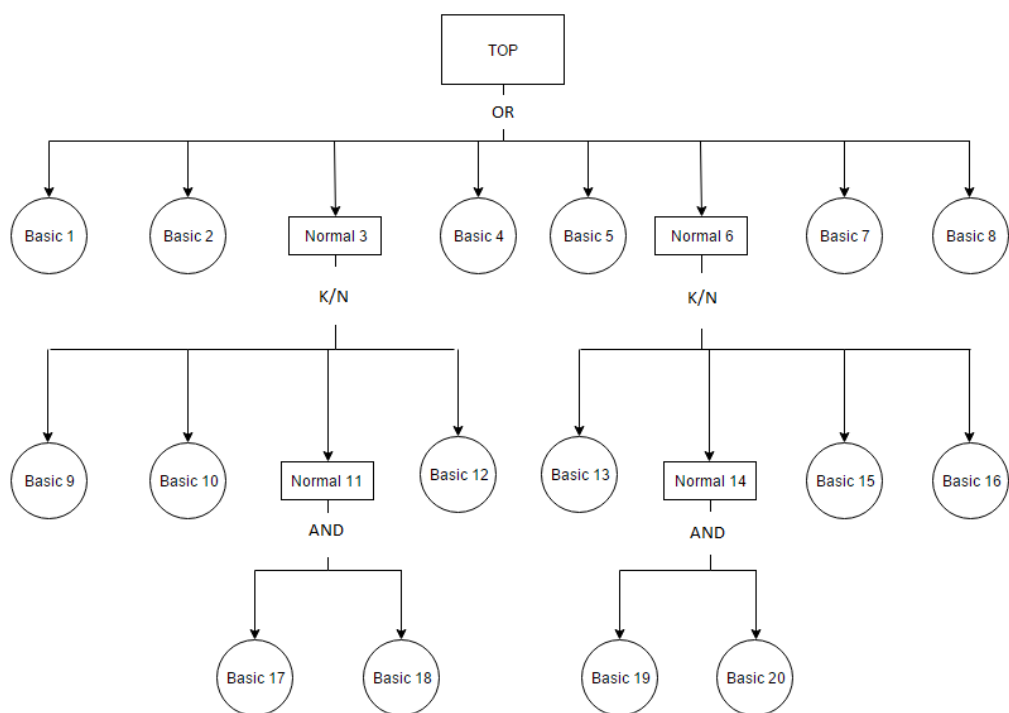 TOP
OR
Basic 1
Basic 2
Normal 3
Basic 4
Basic 5
Normal 6
Basic 7
Basic 8
K/N
K/N
Basic 9
Basic 10
Normal 11
Basic 12
Basic 13
Normal 14
Basic 15
Basic 16
AND
AND
Basic 17
Basic 18
Basic 19
Basic 20